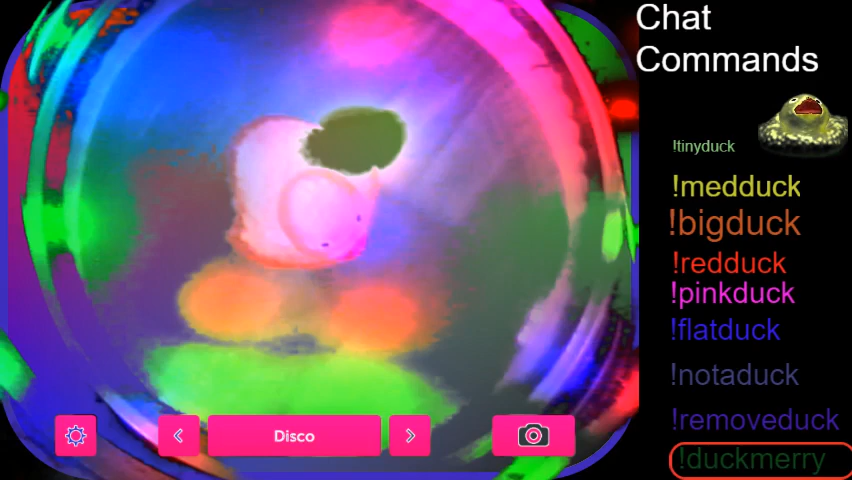 Chat
Commands
!tinyduck
!medduck
!bigduck
!redduck
!pinkduck
!flatduck
!notaduck
!removeduck
!duckmerry
Disco